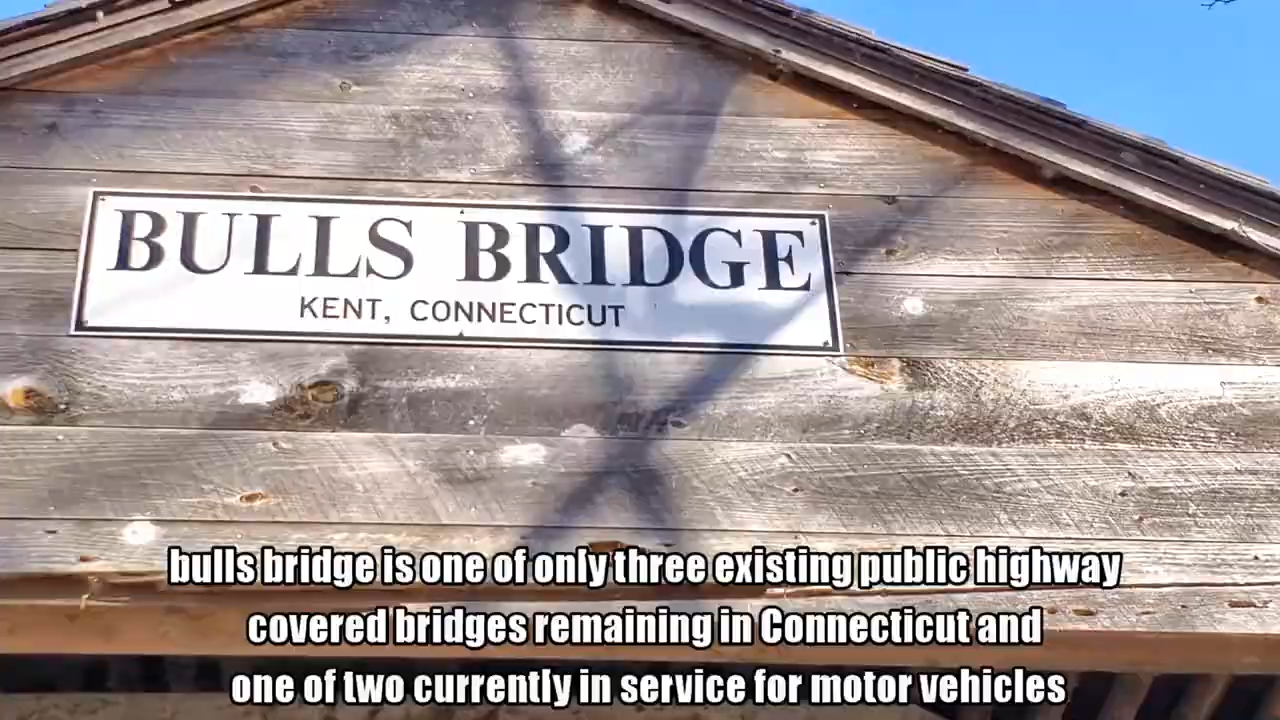 BULLS BRIDGE
KENT, CONNECTICUT
bulls bridge is one of only three existing public highway
covered bridges remaining in Connecticut and
one of two currently in service for motor vehicles